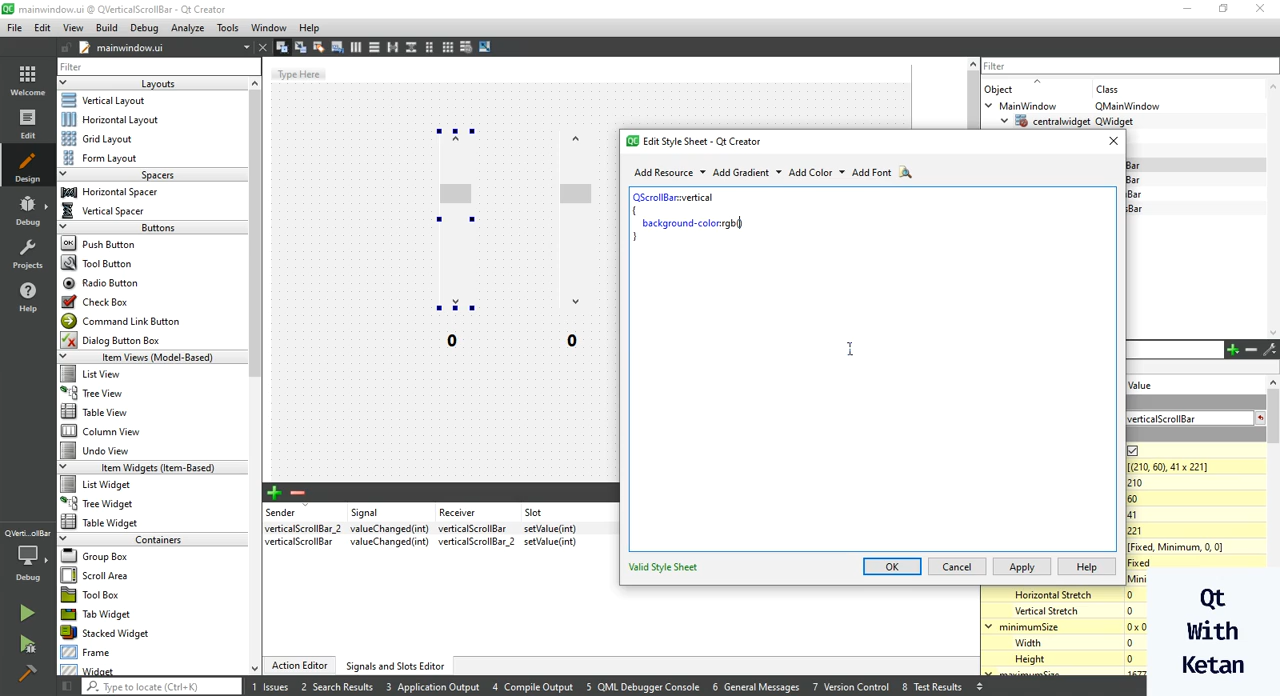 mainwindow.ui @ QVerticalScrollBar - Qt Creator
File Edit View Build Debug Analyze Tools Window Help
mainwindow.ui
Filter
Type Here
Filter
Layouts
Object Class
Welcome
Vertical Layout
MainWindow QMainWindow
Horizontal Layout
centralwidget QWidget
Edit
Grid Layout
Edit Style Sheet - Qt Creator
Form Layout
Bar
Design
Spacers
Add Resource Add Gradient Add Color Add Font
Bar
Horizontal Spacer
Bar
QScrollBar::vertical
sBar
Vertical Spacer
{
Debug
Buttons
background-color:rgb()
Push Button
}
Projects
Tool Button
Radio Button
Help
Check Box
Command Link Button
Dialog Button Box
0 0
Item Views (Model-Based)
List View
Value
Tree View
Table View
verticalScrollBar
Column View
Undo View
Item Widgets (Item-Based)
[(210, 60), 41 x 221]
List Widget
210
Tree Widget
60
Sender Signal Receiver Slot
41
Table Widget
verticalScrollBar_2 valueChanged(int) verticalScrollBar setValue(int)
221
QVerti...ollBar
Containers
verticalScrollBar valueChanged(int) verticalScrollBar_2 setValue(int)
[Fixed, Minimum, 0, 0]
Group Box
Fixed
Valid Style Sheet
OK Cancel Apply Help
Debug
Scroll Area
Mini
Tool Box
Horizontal Stretch 0
Tab Widget
Vertical Stretch 0
Stacked Widget
minimumSize 0 x 0
Frame
Width 0
Widget
Height 0
Action Editor Signals and Slots Editor
maximumSize 1677
Type to locate (Ctrl+K)
1 Issues 2 Search Results 3 Application Output 4 Compile Output 5 QML Debugger Console 6 General Messages 7 Version Control 8 Test Results
Qt
With
Ketan